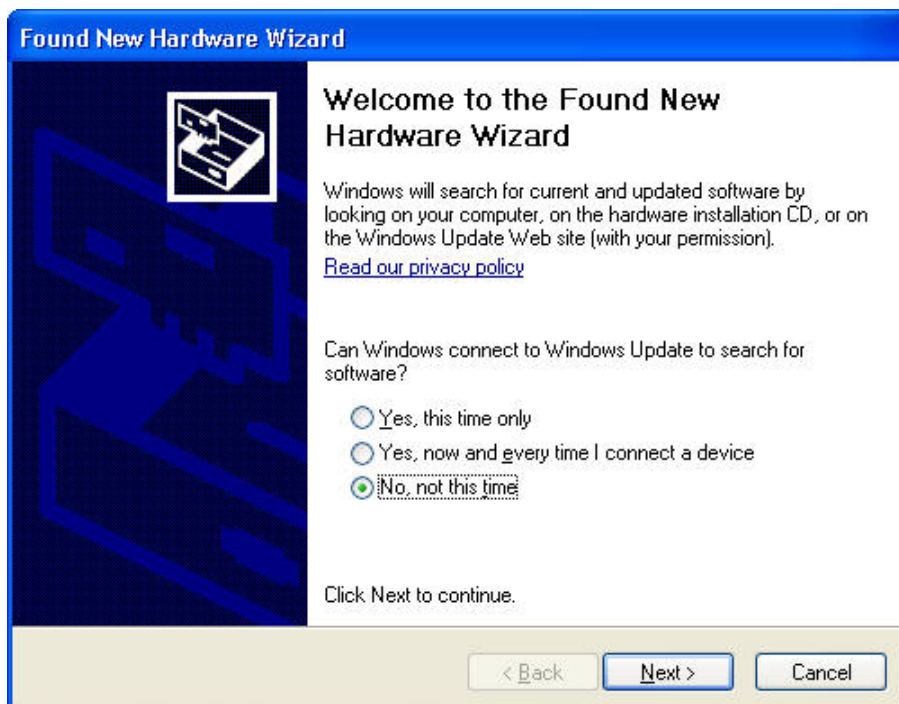 Found New Hardware Wizard
Welcome to the Found New
Hardware Wizard
Windows will search for current and updated software by
looking on your computer, on the hardware installation CD, or on
the Windows Update Web site (with your permission).
Read our privacy policy
Can Windows connect to Windows Update to search for
software?
Yes, this time only
Yes, now and every time I connect a device
No, not this time
Click Next to continue.
< Back
Next >
Cancel